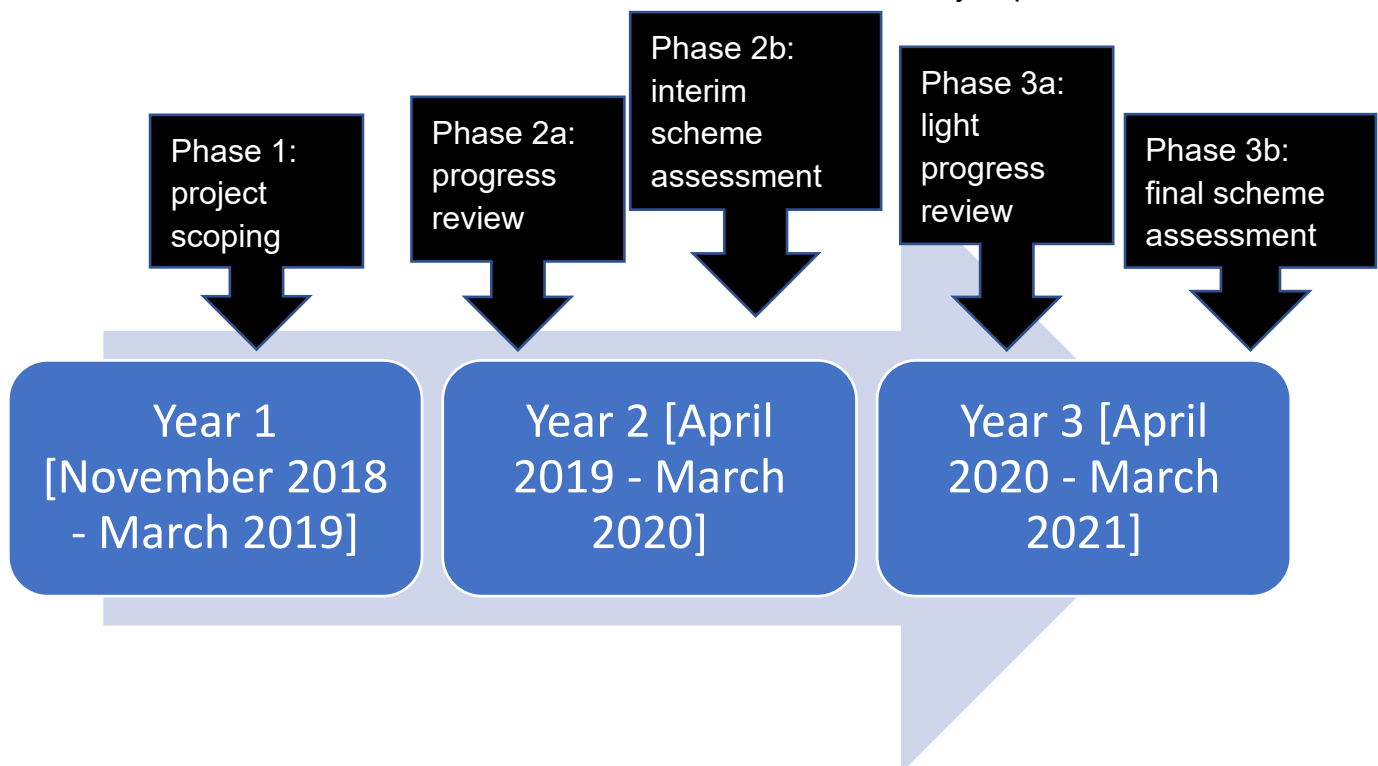 Phase 1:
project
scoping
Phase 2a:
progress
review
Phase 2b:
interim
scheme
assessment
Phase 3a:
light
progress
review
Phase 3b:
final scheme
assessment
Year 1
[November 2018
- March 2019]
Year 2 [April
2019 - March
2020]
Year 3 [April
2020 - March
2021]